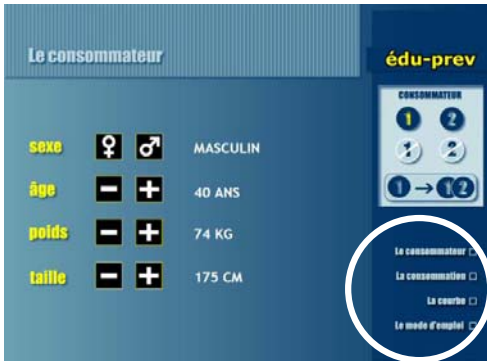 Le consommateur
édu-prev
CONSOMMATEUR
1 2
1 2
1 → 1 2
sexe ♀ ♂ MASCULIN
âge - + 40 ANS
poids - + 74 KG
taille - + 175 CM
Le consommateur
La consommation
La courbe
Le mode d'emploi